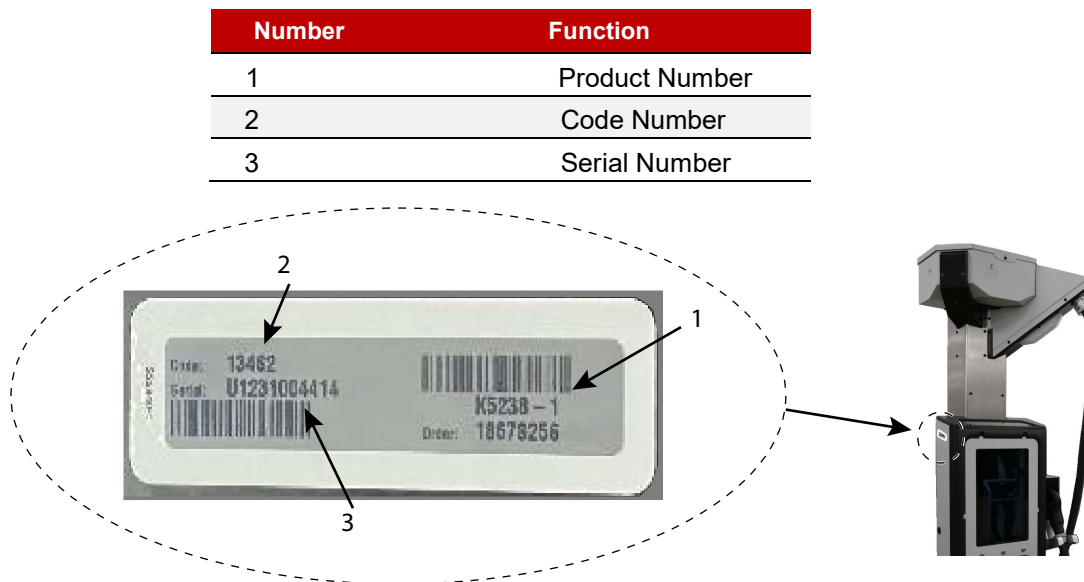 Number Function
1 Product Number
2 Code Number
3 Serial Number
2
1
Code: 13462
Serial: U1231004414
K5238 – 1
Order: 18678256
3